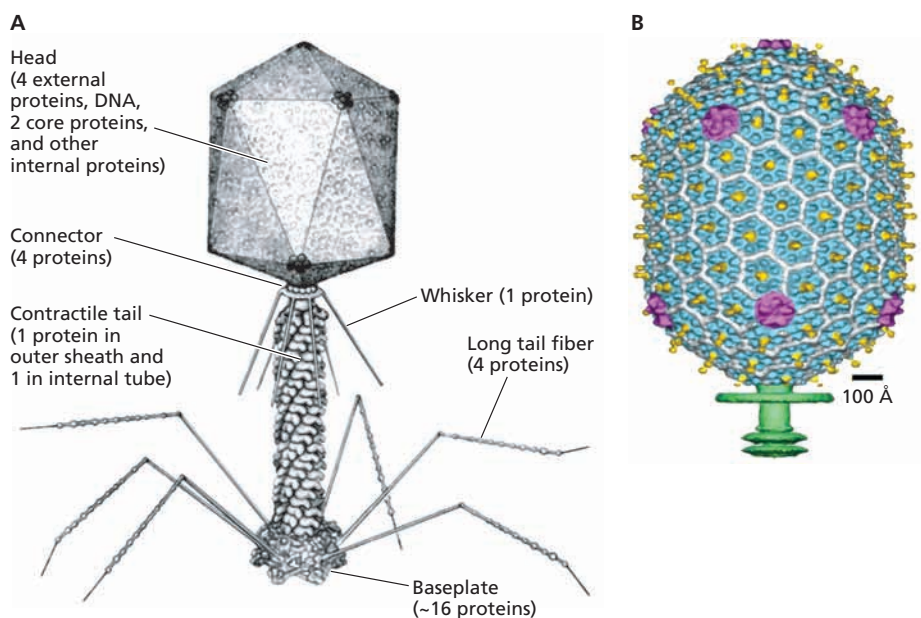 A
Head
(4 external
proteins, DNA,
2 core proteins,
and other
internal proteins)
Connector
(4 proteins)
Contractile tail
(1 protein in
outer sheath and
1 in internal tube)
Whisker (1 protein)
Long tail fiber
(4 proteins)
Baseplate
(~16 proteins)
B
100 Å